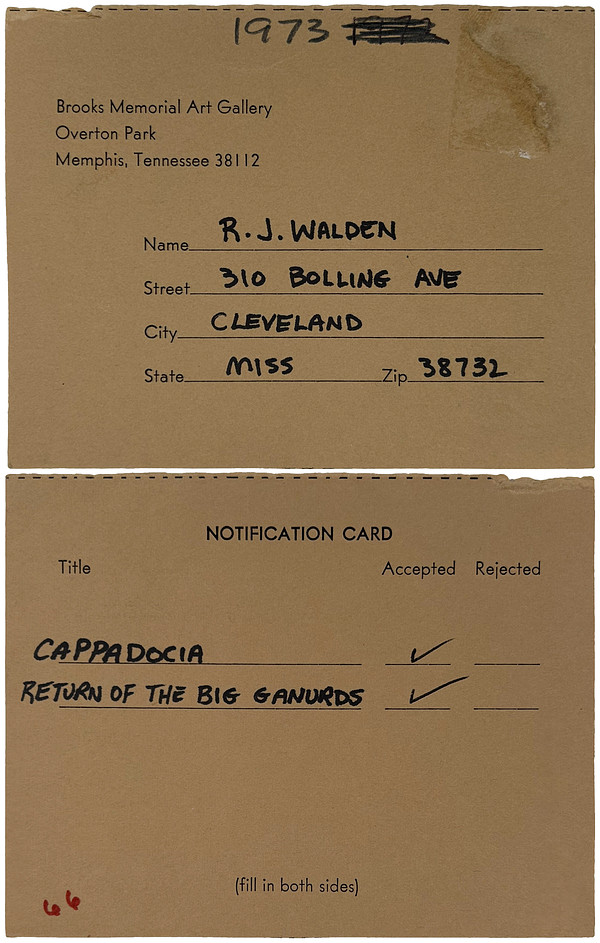 1973
Brooks Memorial Art Gallery
Overton Park
Memphis, Tennessee 38112
Name R.J. WALDEN
Street 310 BOLLING AVE
City CLEVELAND
State MISS Zip 38732
NOTIFICATION CARD
Title Accepted Rejected
CAPPADOCIA ✓
RETURN OF THE BIG GANURDS ✓
(fill in both sides)
66